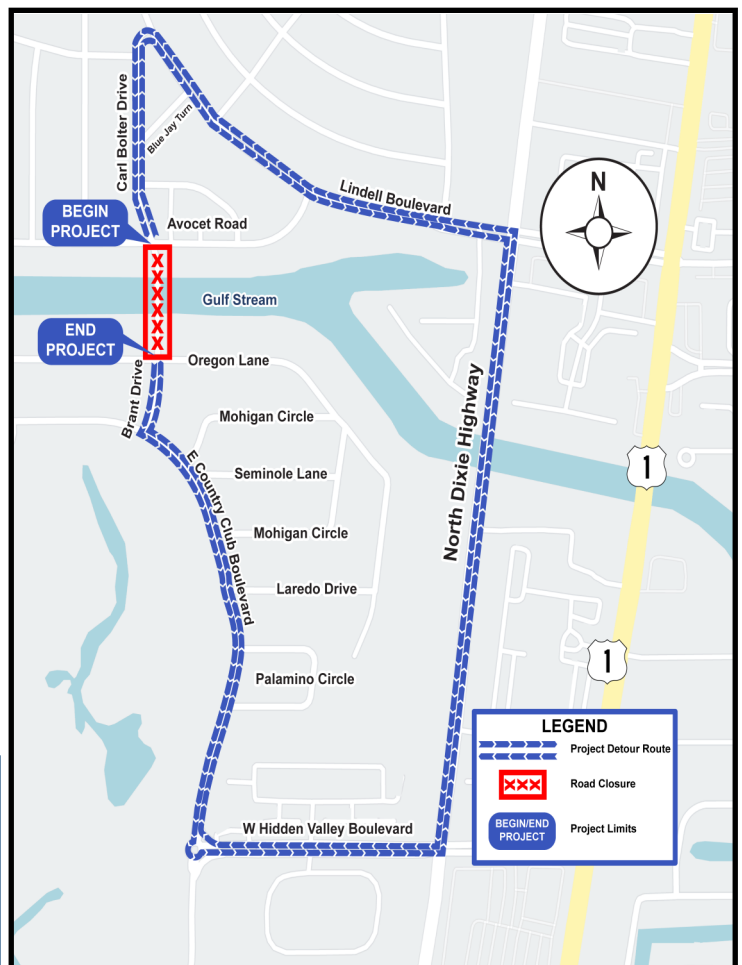 Carl Bolter Drive
Blue Jay Turn
Lindell Boulevard
N
BEGIN
PROJECT
Avocet Road
XXXXXX
Gulf Stream
END
PROJECT
Oregon Lane
Brant Drive
Mohigan Circle
E Country Club Boulevard
Seminole Lane
North Dixie Highway
1
Mohigan Circle
Laredo Drive
1
Palamino Circle
LEGEND
Project Detour Route
XXX
Road Closure
BEGIN/END
PROJECT
Project Limits
W Hidden Valley Boulevard